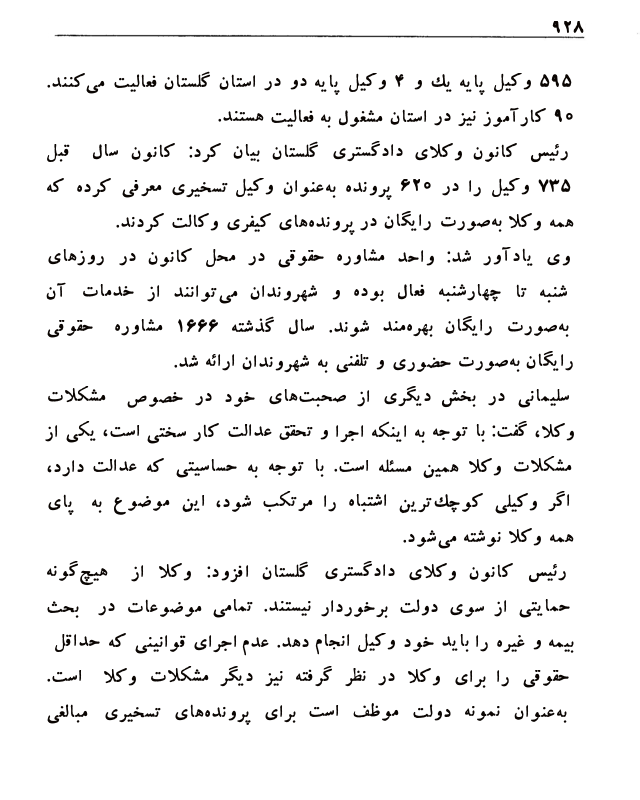 ۹۲۸
۵۹۵ وکیل پایه یك و ۴ وکیل پایه دو در استان گلستان فعالیت می‌کنند.
۹۰ کارآموز نیز در استان مشغول به فعالیت هستند.
رئیس کانون وکلای دادگستری گلستان بیان کرد: کانون سال قبل
۷۳۵ وکیل را در ۶۲۰ پرونده به‌عنوان وکیل تسخیری معرفی کرده که
همه وکلا به‌صورت رایگان در پرونده‌های کیفری وکالت کردند.
وی یادآور شد: واحد مشاوره حقوقی در محل کانون در روزهای
شنبه تا چهارشنبه فعال بوده و شهروندان می‌توانند از خدمات آن
به‌صورت رایگان بهره‌مند شوند. سال گذشته ۱۶۶۶ مشاوره حقوقی
رایگان به‌صورت حضوری و تلفنی به شهروندان ارائه شد.
سلیمانی در بخش دیگری از صحبت‌های خود در خصوص مشکلات
وکلا، گفت: با توجه به اینکه اجرا و تحقق عدالت کار سختی است، یکی از
مشکلات وکلا همین مسئله است. با توجه به حساسیتی که عدالت دارد،
اگر وکیلی کوچك‌ترین اشتباه را مرتکب شود، این موضوع به پای
همه وکلا نوشته می‌شود.
رئیس کانون وکلای دادگستری گلستان افزود: وکلا از هیچ‌گونه
حمایتی از سوی دولت برخوردار نیستند. تمامی موضوعات در بحث
بیمه و غیره را باید خود وکیل انجام دهد. عدم اجرای قوانینی که حداقل
حقوقی را برای وکلا در نظر گرفته نیز دیگر مشکلات وکلا است.
به‌عنوان نمونه دولت موظف است برای پرونده‌های تسخیری مبالغی